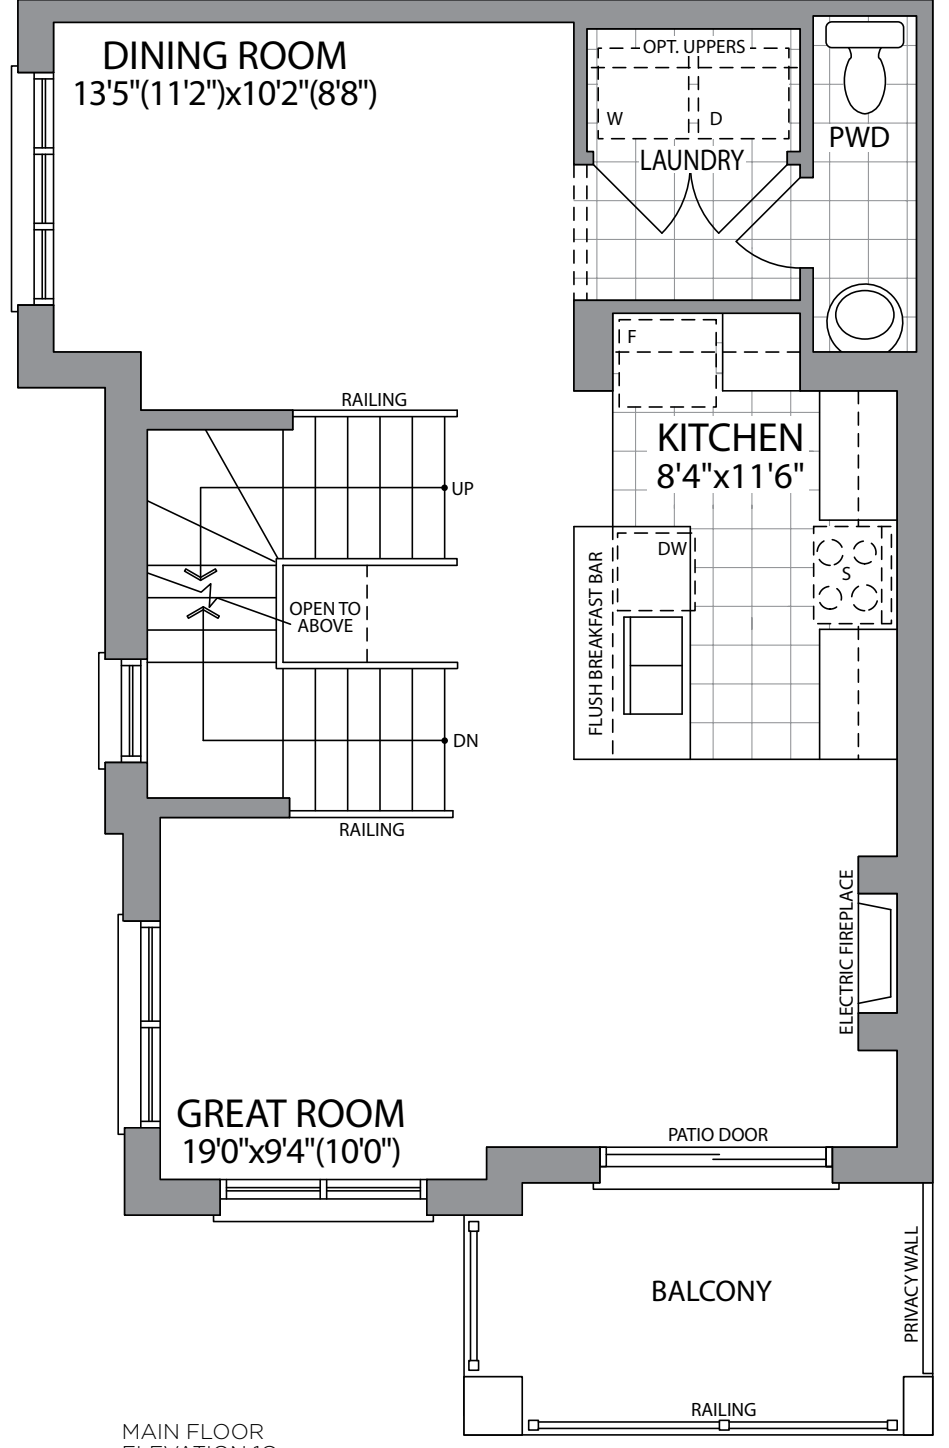 DINING ROOM
13'5"(11'2")x10'2"(8'8")
OPT. UPPERS
W
D
LAUNDRY
PWD
F
RAILING
KITCHEN
8'4"x11'6"
UP
DW
S
FLUSH BREAKFAST BAR
OPEN TO
ABOVE
DN
RAILING
ELECTRIC FIREPLACE
GREAT ROOM
19'0"x9'4"(10'0")
PATIO DOOR
BALCONY
PRIVACY WALL
RAILING
MAIN FLOOR
ELEVATION